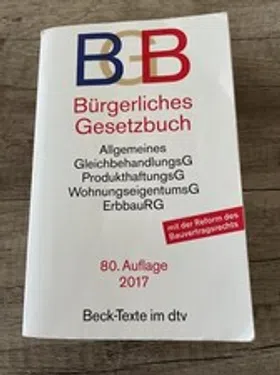 BGB
Bürgerliches
Gesetzbuch
Allgemeines
GleichbehandlungsG
ProdukthaftungsG
WohnungseigentumsG
ErbbauRG
mit der Reform des
Bauvertragsrechts
80. Auflage
2017
Beck-Texte im dtv